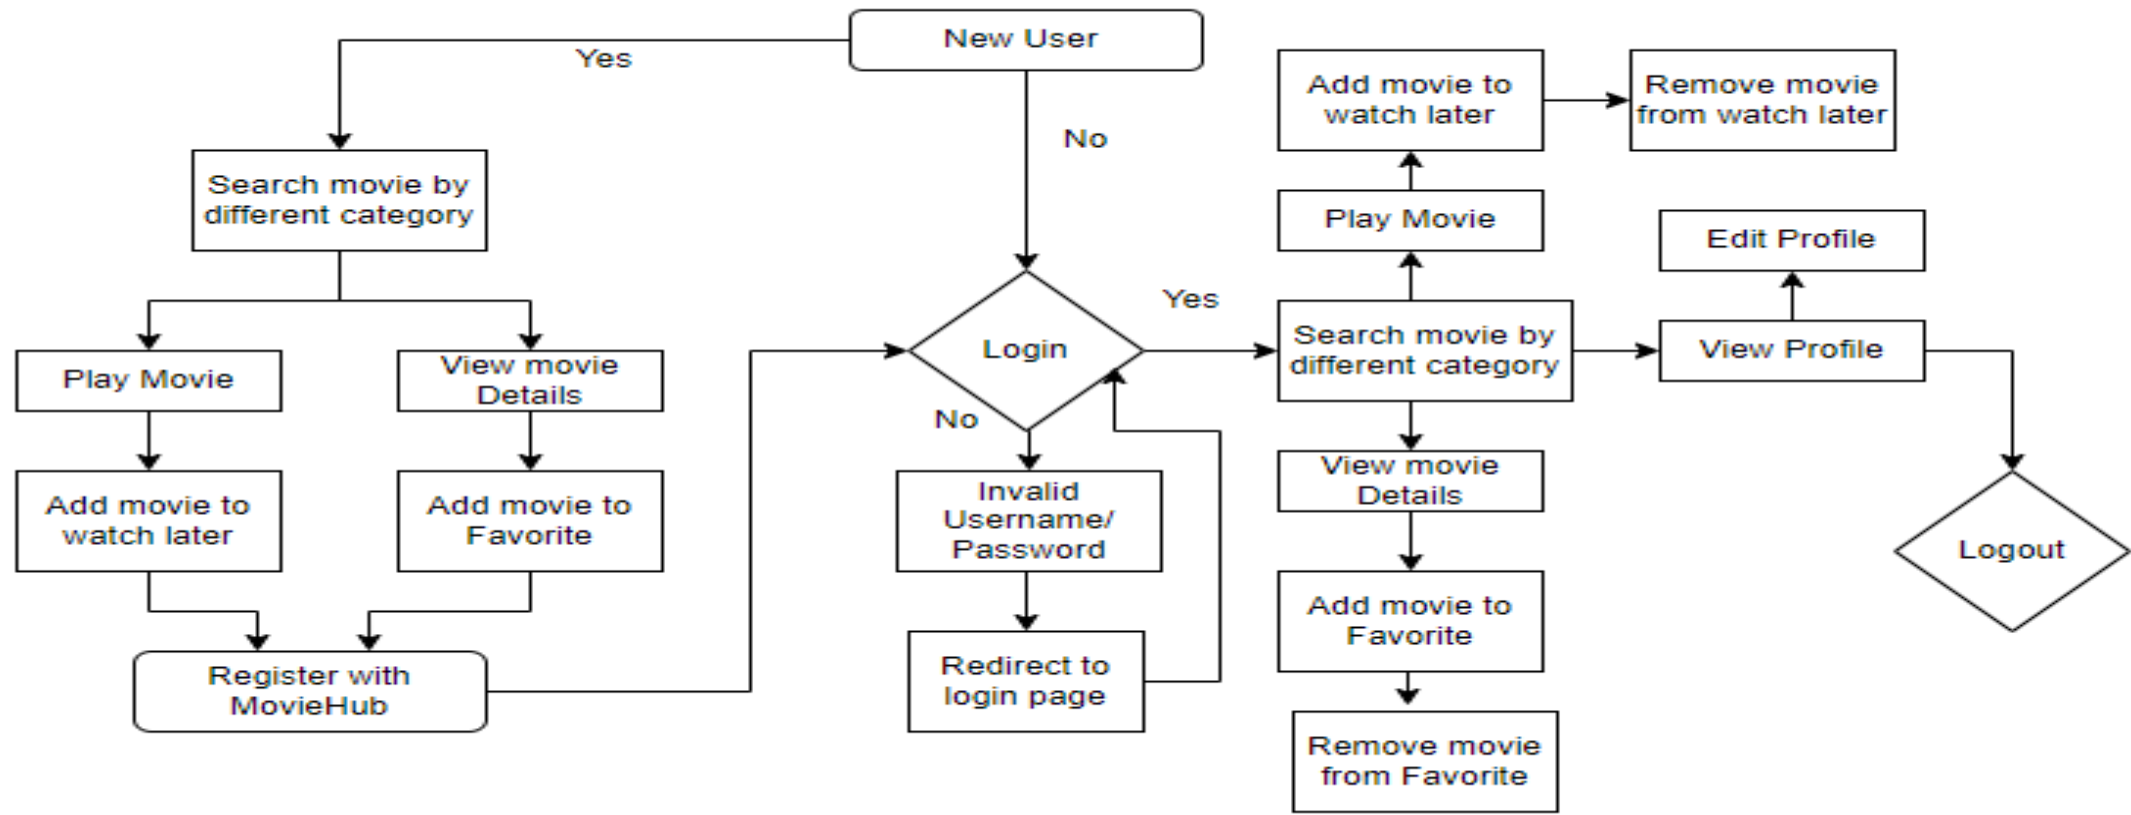 New User
Yes
No
Search movie by
different category
Play Movie
View movie
Details
Add movie to
watch later
Add movie to
Favorite
Register with
MovieHub
Login
Yes
No
Invalid
Username/
Password
Redirect to
login page
Add movie to
watch later
Remove movie
from watch later
Play Movie
Search movie by
different category
Edit Profile
View Profile
View movie
Details
Add movie to
Favorite
Remove movie
from Favorite
Logout